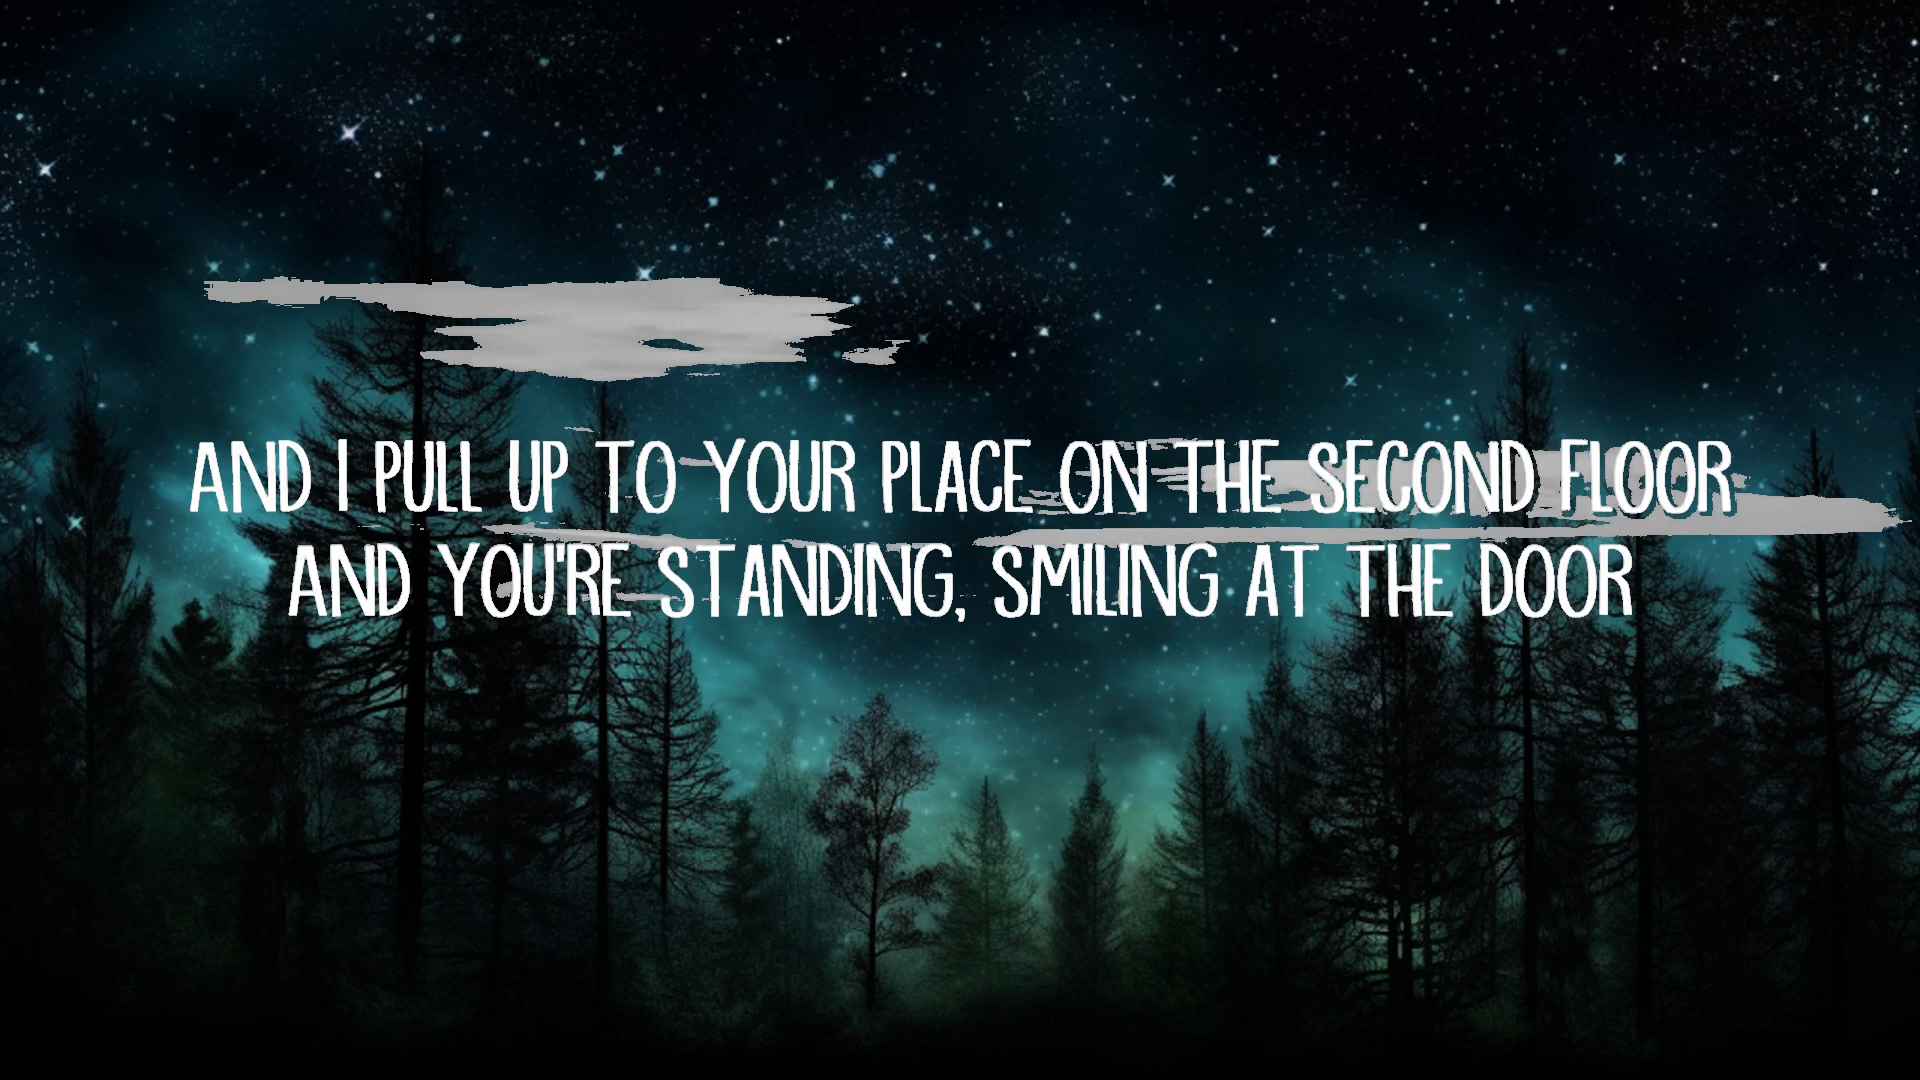 AND I PULL UP TO YOUR PLACE ON THE SECOND FLOOR
AND YOU'RE STANDING, SMILING AT THE DOOR